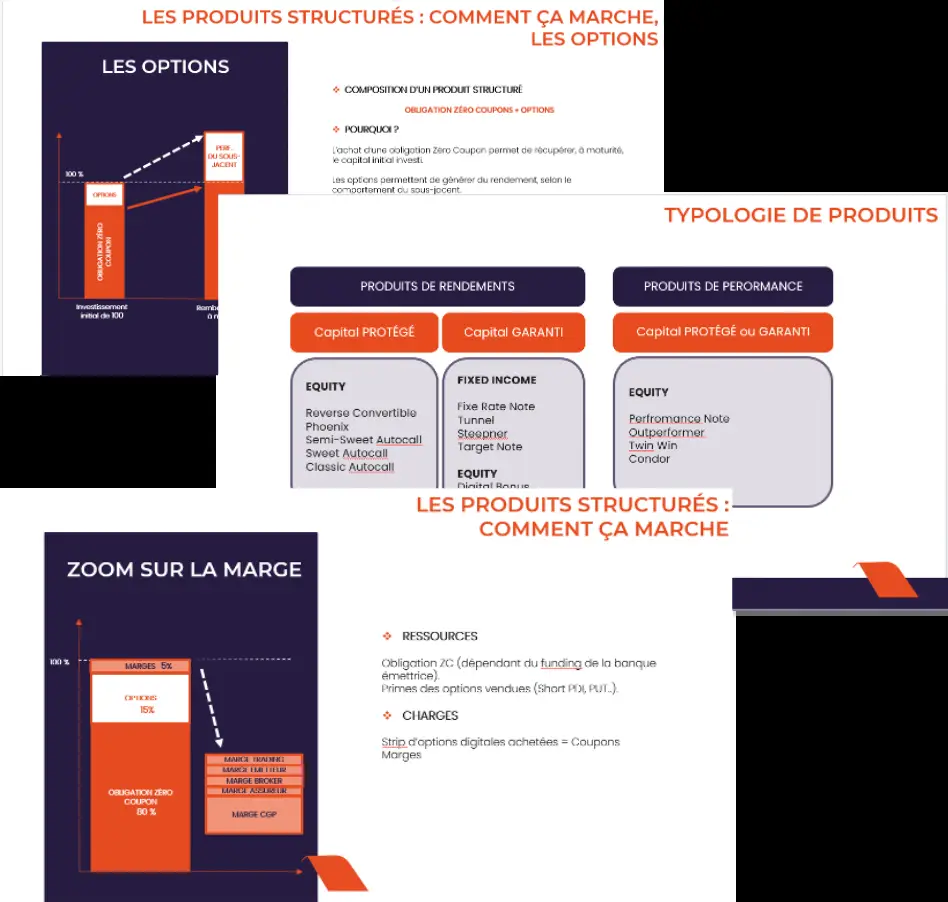 LES PRODUITS STRUCTURÉS : COMMENT ÇA MARCHE,
LES OPTIONS
LES OPTIONS
❖ COMPOSITION D'UN PRODUIT STRUCTURÉ
OBLIGATION ZÉRO COUPONS + OPTIONS
❖ POURQUOI ?
L'achat d'une obligation Zéro Coupon permet de récupérer, à maturité,
le capital initial investi.
Les options permettent de générer du rendement, selon le
comportement du sous-jacent.
100 %
OPTIONS
OBLIGATION ZÉRO
COUPON
PERF.
DU SOUS-
JACENT
Investissement
initial de 100
TYPOLOGIE DE PRODUITS
PRODUITS DE RENDEMENTS
Capital PROTÉGÉ
EQUITY
Reverse Convertible
Phoenix
Semi-Sweet Autocall
Sweet Autocall
Classic Autocall
Capital GARANTI
FIXED INCOME
Fixe Rate Note
Tunnel
Steepner
Target Note
EQUITY
Digital Bonus
PRODUITS DE PERORMANCE
Capital PROTÉGÉ ou GARANTI
EQUITY
Perfromance Note
Outperformer
Twin Win
Condor
LES PRODUITS STRUCTURÉS :
COMMENT ÇA MARCHE
ZOOM SUR LA MARGE
100 %
MARGES 5%
OPTIONS
15%
OBLIGATION ZÉRO
COUPON
80 %
MARGE TRADING
MARGE EMETTEUR
MARGE BROKER
MARGE ASSUREUR
MARGE CGP
❖ RESSOURCES
Obligation ZC (dépendant du funding de la banque
émettrice).
Primes des options vendues (Short PDI, PUT..).
❖ CHARGES
Strip d'options digitales achetées = Coupons
Marges